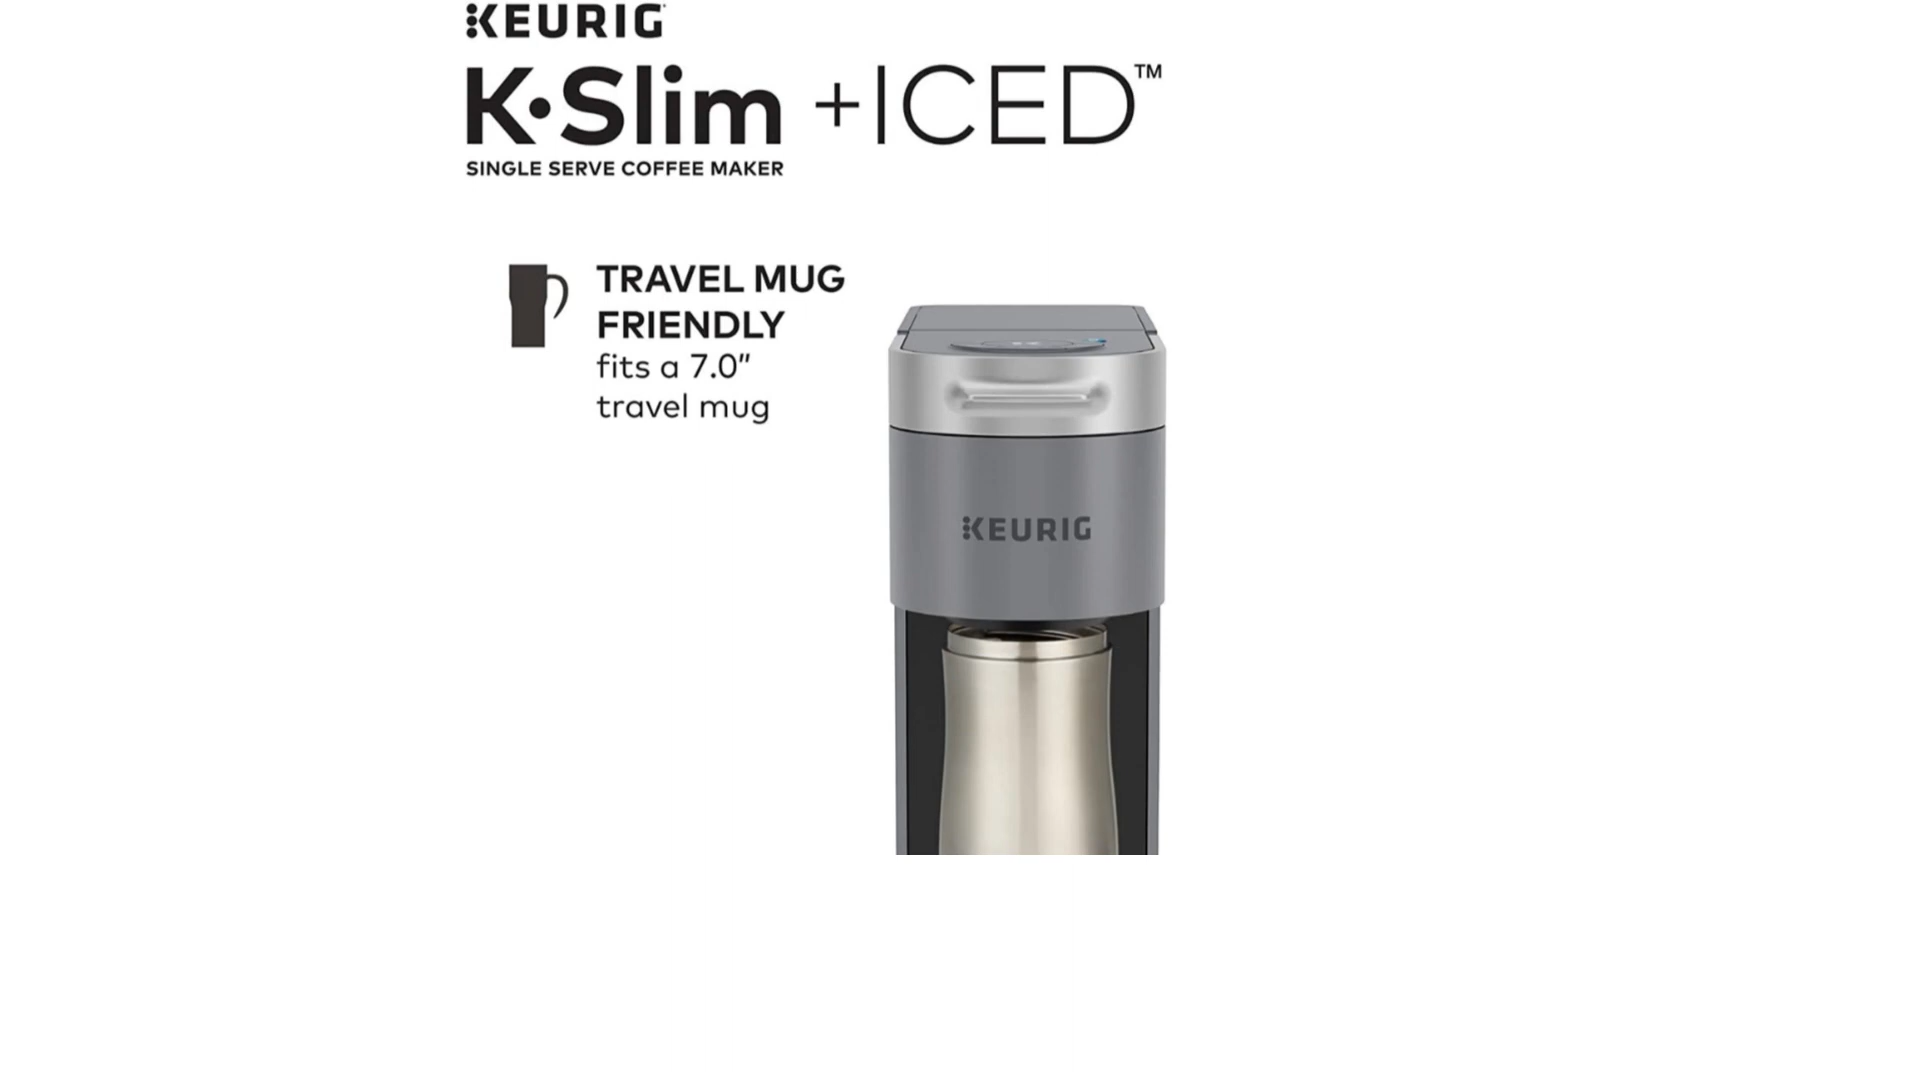 KEURIG
K•Slim +ICED™
SINGLE SERVE COFFEE MAKER
TRAVEL MUG
FRIENDLY
fits a 7.0"
travel mug
KEURIG